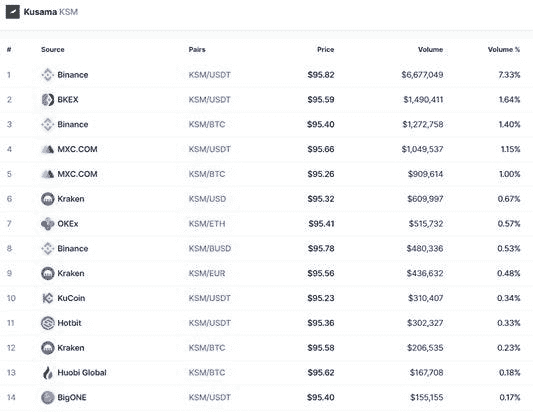 Kusama KSM
# Source Pairs Price Volume Volume %
1 Binance KSM/USDT $95.82 $6,677,049 7.33%
2 BKEX KSM/USDT $95.59 $1,490,411 1.64%
3 Binance KSM/BTC $95.40 $1,272,758 1.40%
4 MXC.COM KSM/USDT $95.66 $1,049,537 1.15%
5 MXC.COM KSM/BTC $95.26 $909,614 1.00%
6 Kraken KSM/USD $95.32 $609,997 0.67%
7 OKEx KSM/ETH $95.41 $515,732 0.57%
8 Binance KSM/BUSD $95.78 $480,336 0.53%
9 Kraken KSM/EUR $95.56 $436,632 0.48%
10 KuCoin KSM/USDT $95.23 $310,407 0.34%
11 Hotbit KSM/USDT $95.36 $302,327 0.33%
12 Kraken KSM/BTC $95.58 $206,535 0.23%
13 Huobi Global KSM/BTC $95.62 $167,708 0.18%
14 BigONE KSM/USDT $95.40 $155,155 0.17%